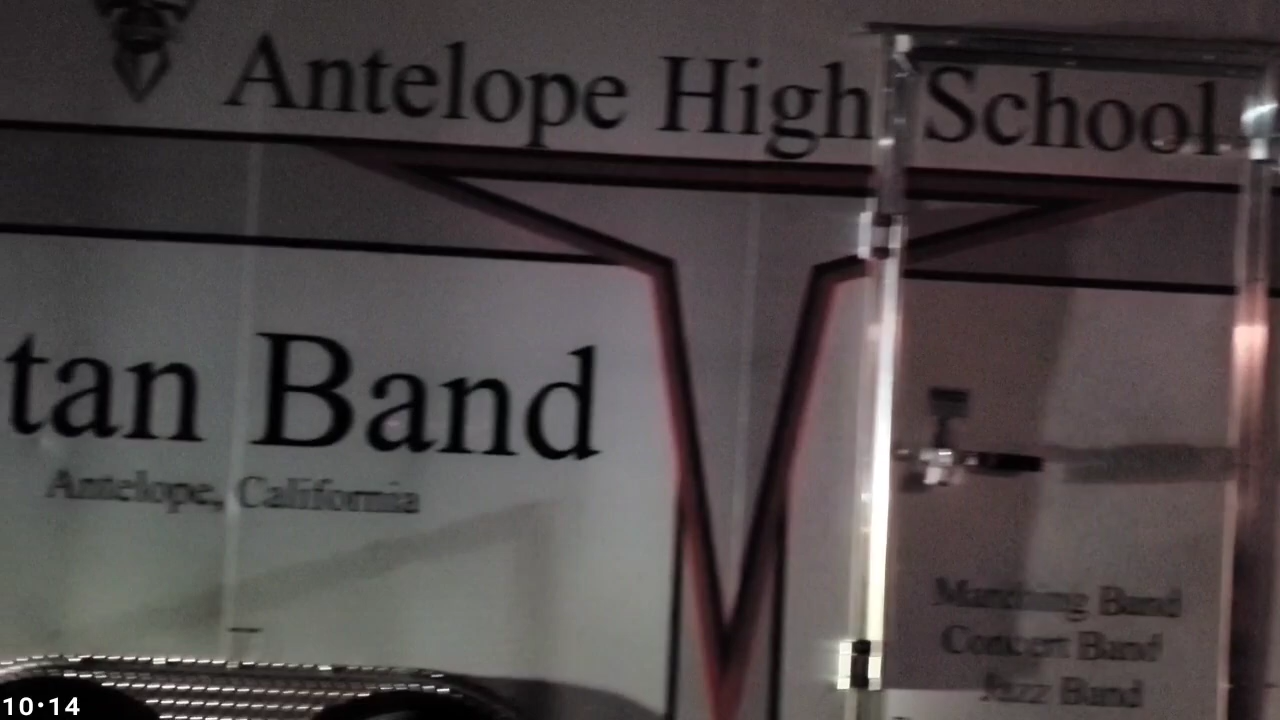 Antelope High School
tan Band
Antelope, California
Marching Band
Concert Band
Jazz Band
10·14